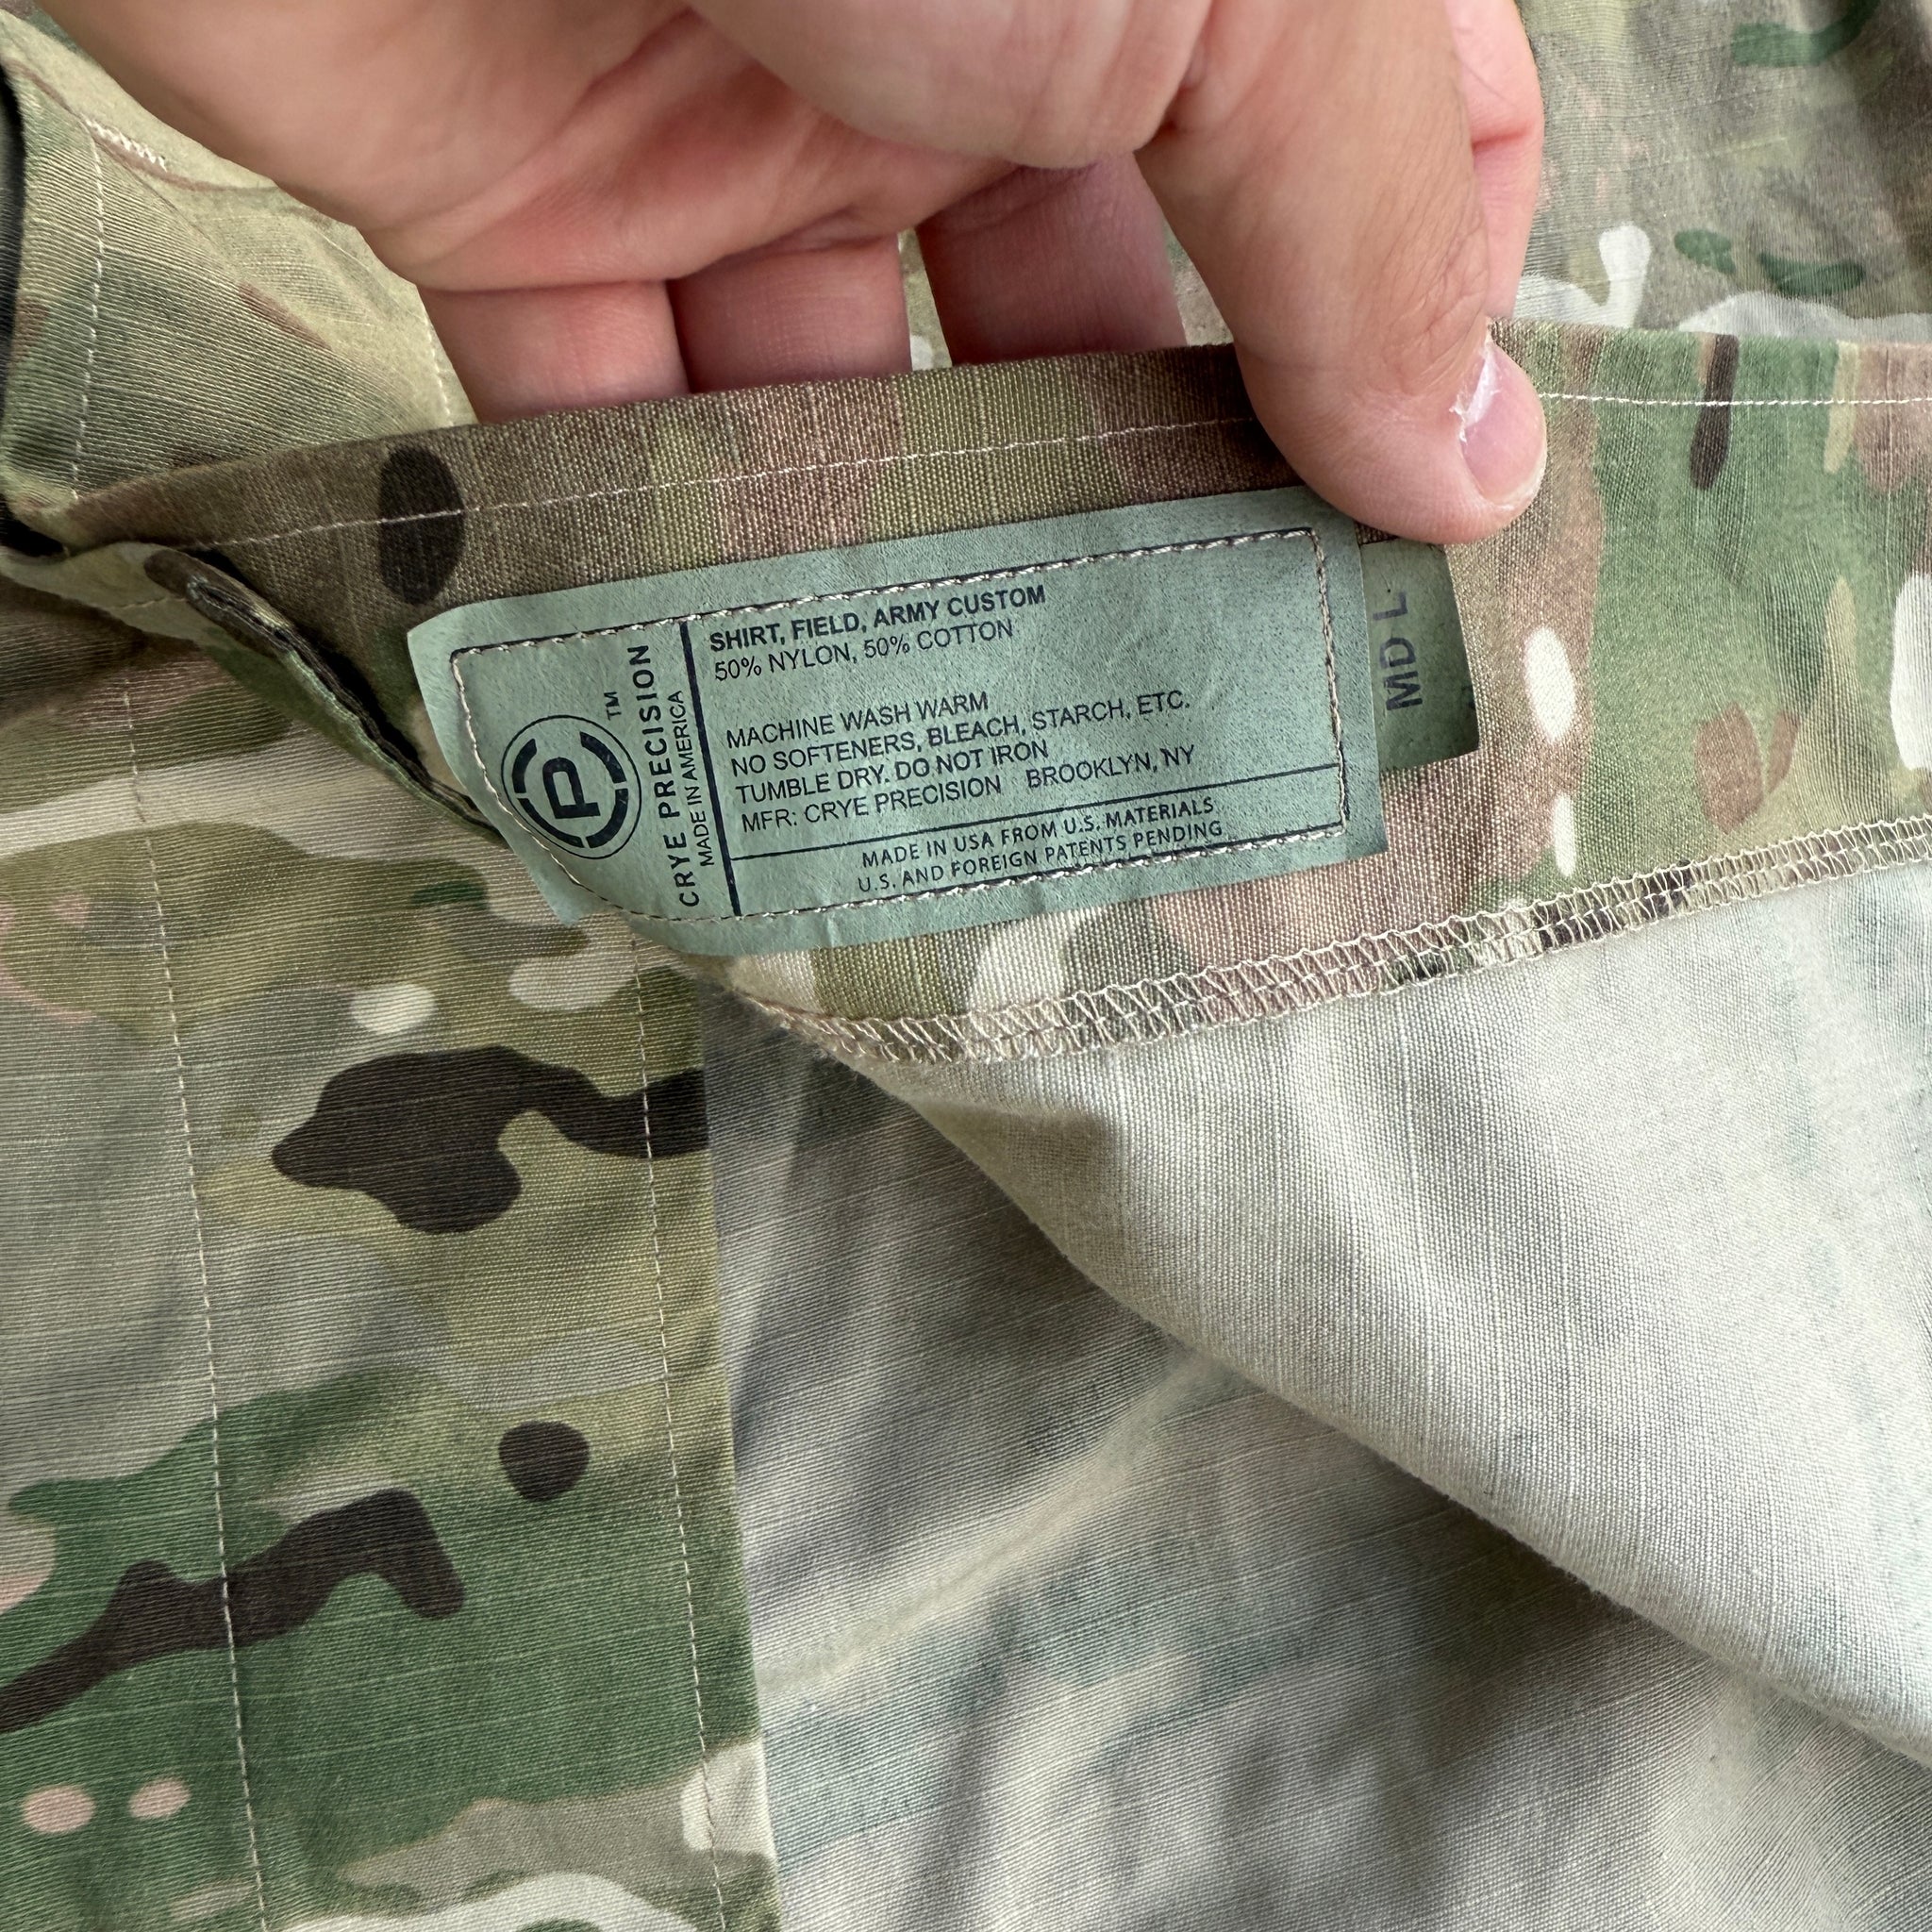 P
TM
CRYE PRECISION
MADE IN AMERICA
SHIRT, FIELD, ARMY CUSTOM
50% NYLON, 50% COTTON
MACHINE WASH WARM
NO SOFTENERS, BLEACH, STARCH, ETC.
TUMBLE DRY. DO NOT IRON
MFR: CRYE PRECISION BROOKLYN, NY
MADE IN USA FROM U.S. MATERIALS
U.S. AND FOREIGN PATENTS PENDING
MD L